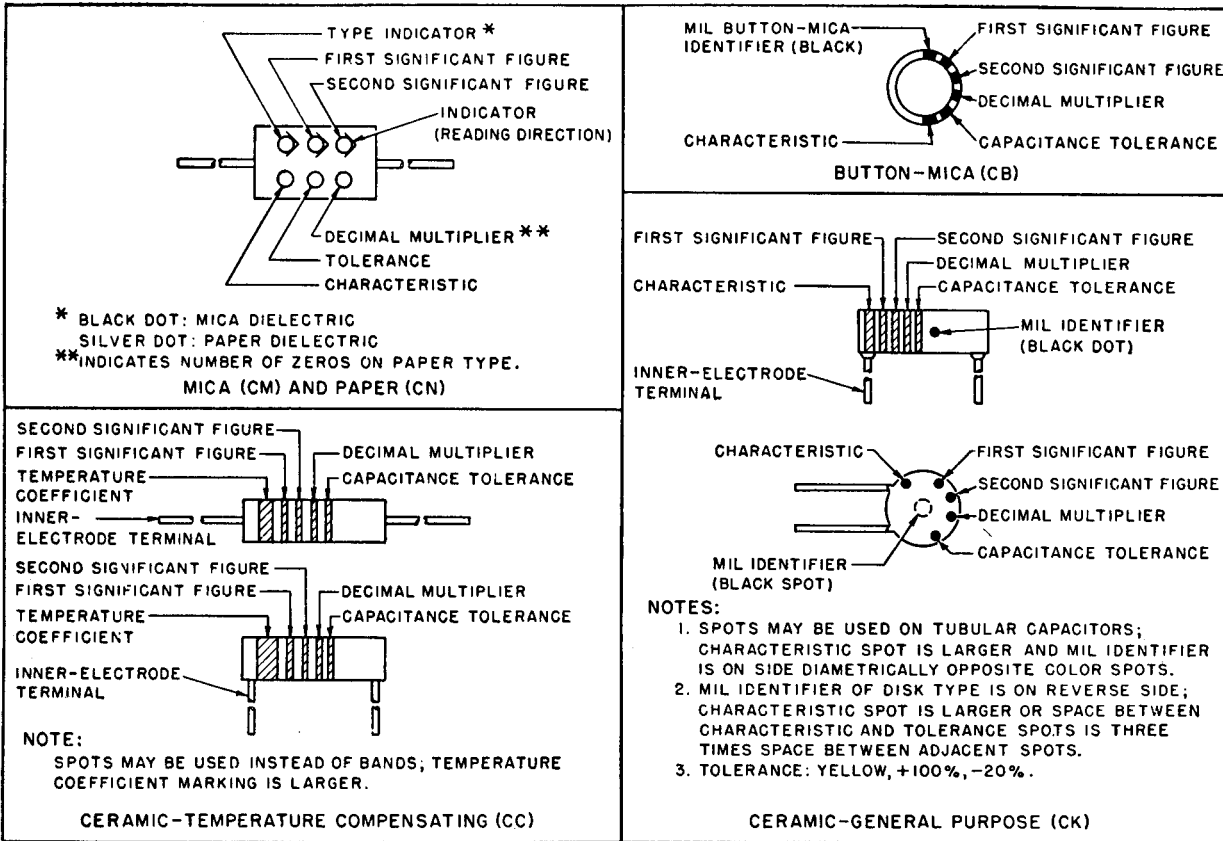 TYPE INDICATOR *
FIRST SIGNIFICANT FIGURE
SECOND SIGNIFICANT FIGURE
INDICATOR
(READING DIRECTION)
DECIMAL MULTIPLIER **
TOLERANCE
CHARACTERISTIC
* BLACK DOT: MICA DIELECTRIC
SILVER DOT: PAPER DIELECTRIC
**INDICATES NUMBER OF ZEROS ON PAPER TYPE.
MICA (CM) AND PAPER (CN)
MIL BUTTON-MICA
IDENTIFIER (BLACK)
FIRST SIGNIFICANT FIGURE
SECOND SIGNIFICANT FIGURE
DECIMAL MULTIPLIER
CHARACTERISTIC
CAPACITANCE TOLERANCE
BUTTON-MICA (CB)
SECOND SIGNIFICANT FIGURE
FIRST SIGNIFICANT FIGURE
DECIMAL MULTIPLIER
TEMPERATURE
COEFFICIENT
CAPACITANCE TOLERANCE
INNER-
ELECTRODE TERMINAL
SECOND SIGNIFICANT FIGURE
FIRST SIGNIFICANT FIGURE
DECIMAL MULTIPLIER
TEMPERATURE
COEFFICIENT
CAPACITANCE TOLERANCE
INNER-ELECTRODE
TERMINAL
NOTE:
SPOTS MAY BE USED INSTEAD OF BANDS; TEMPERATURE
COEFFICIENT MARKING IS LARGER.
CERAMIC-TEMPERATURE COMPENSATING (CC)
FIRST SIGNIFICANT FIGURE
SECOND SIGNIFICANT FIGURE
DECIMAL MULTIPLIER
CHARACTERISTIC
CAPACITANCE TOLERANCE
MIL IDENTIFIER
(BLACK DOT)
INNER-ELECTRODE
TERMINAL
CHARACTERISTIC
FIRST SIGNIFICANT FIGURE
SECOND SIGNIFICANT FIGURE
DECIMAL MULTIPLIER
CAPACITANCE TOLERANCE
MIL IDENTIFIER
(BLACK SPOT)
NOTES:
1. SPOTS MAY BE USED ON TUBULAR CAPACITORS;
CHARACTERISTIC SPOT IS LARGER AND MIL IDENTIFIER
IS ON SIDE DIAMETRICALLY OPPOSITE COLOR SPOTS.
2. MIL IDENTIFIER OF DISK TYPE IS ON REVERSE SIDE;
CHARACTERISTIC SPOT IS LARGER OR SPACE BETWEEN
CHARACTERISTIC AND TOLERANCE SPOTS IS THREE
TIMES SPACE BETWEEN ADJACENT SPOTS.
3. TOLERANCE: YELLOW, +100%, -20%.
CERAMIC-GENERAL PURPOSE (CK)